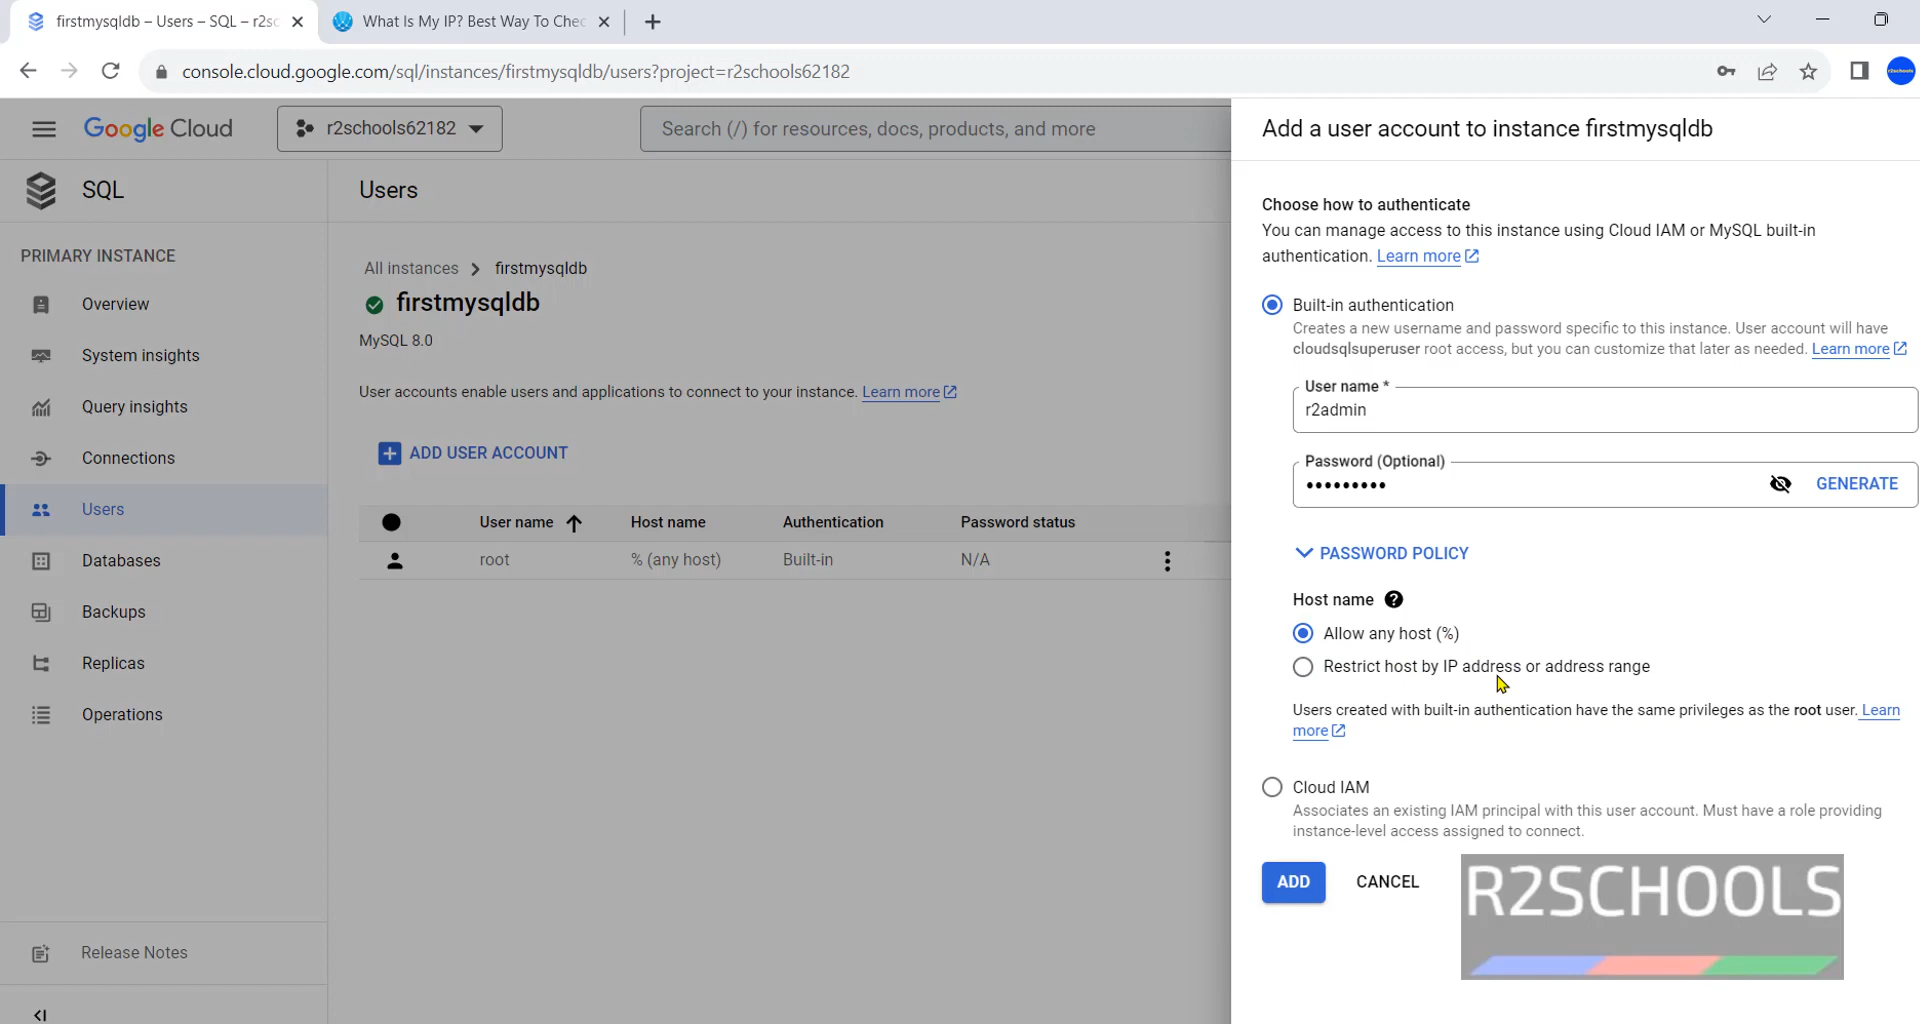 firstmysqldb – Users – SQL – r2sc
What Is My IP? Best Way To Chec
console.cloud.google.com/sql/instances/firstmysqldb/users?project=r2schools62182
r2schools
Google Cloud
r2schools62182
Search (/) for resources, docs, products, and more
SQL
PRIMARY INSTANCE
Overview
System insights
Query insights
Connections
Users
Databases
Backups
Replicas
Operations
Release Notes
Users
All instances > firstmysqldb
firstmysqldb
MySQL 8.0
User accounts enable users and applications to connect to your instance. Learn more
ADD USER ACCOUNT
User name Host name Authentication Password status
root % (any host) Built-in N/A
Add a user account to instance firstmysqldb
Choose how to authenticate
You can manage access to this instance using Cloud IAM or MySQL built-in
authentication. Learn more
Built-in authentication
Creates a new username and password specific to this instance. User account will have
cloudsqlsuperuser root access, but you can customize that later as needed. Learn more
User name *
r2admin
Password (Optional)
••••••••• GENERATE
PASSWORD POLICY
Host name
Allow any host (%)
Restrict host by IP address or address range
Users created with built-in authentication have the same privileges as the root user. Learn
more
Cloud IAM
Associates an existing IAM principal with this user account. Must have a role providing
instance-level access assigned to connect.
ADD CANCEL
R2SCHOOLS